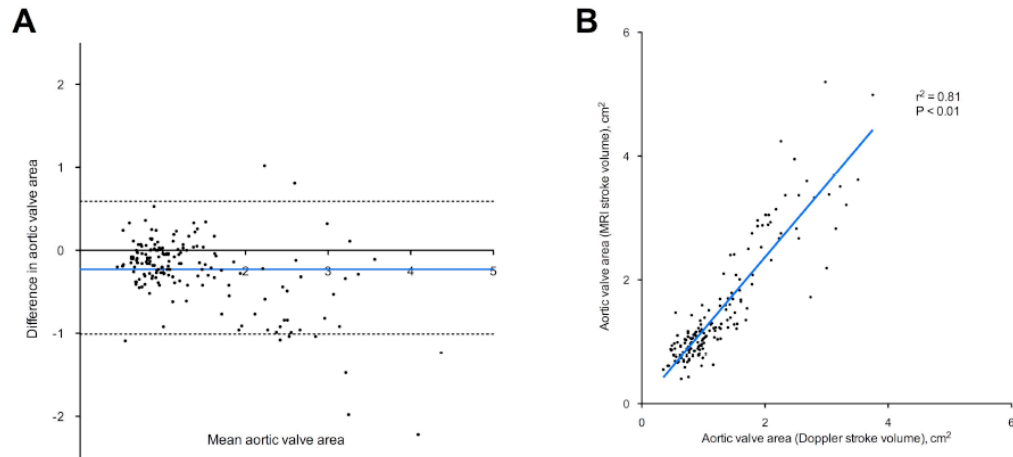 A
Difference in aortic valve area
2
1
0
-1
-2
2
3
4
5
Mean aortic valve area
B
Aortic valve area (MRI stroke volume), cm²
6
4
2
0
r² = 0.81
P < 0.01
0
2
4
6
Aortic valve area (Doppler stroke volume), cm²